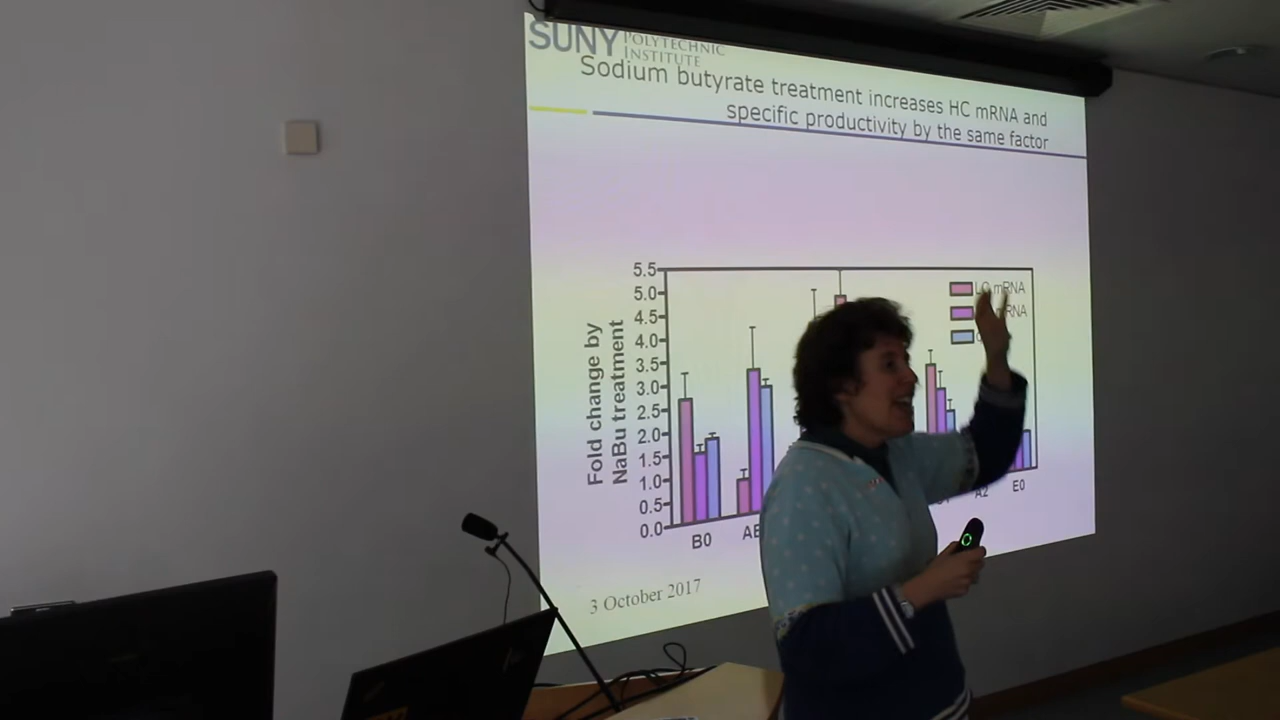 SUNY POLYTECHNIC
INSTITUTE
Sodium butyrate treatment increases HC mRNA and
specific productivity by the same factor
Fold change by
NaBu treatment
5.5
5.0
4.5
4.0
3.5
3.0
2.5
2.0
1.5
1.0
0.5
0.0
mRNA
RNA
B0
A2
E0
3 October 2017